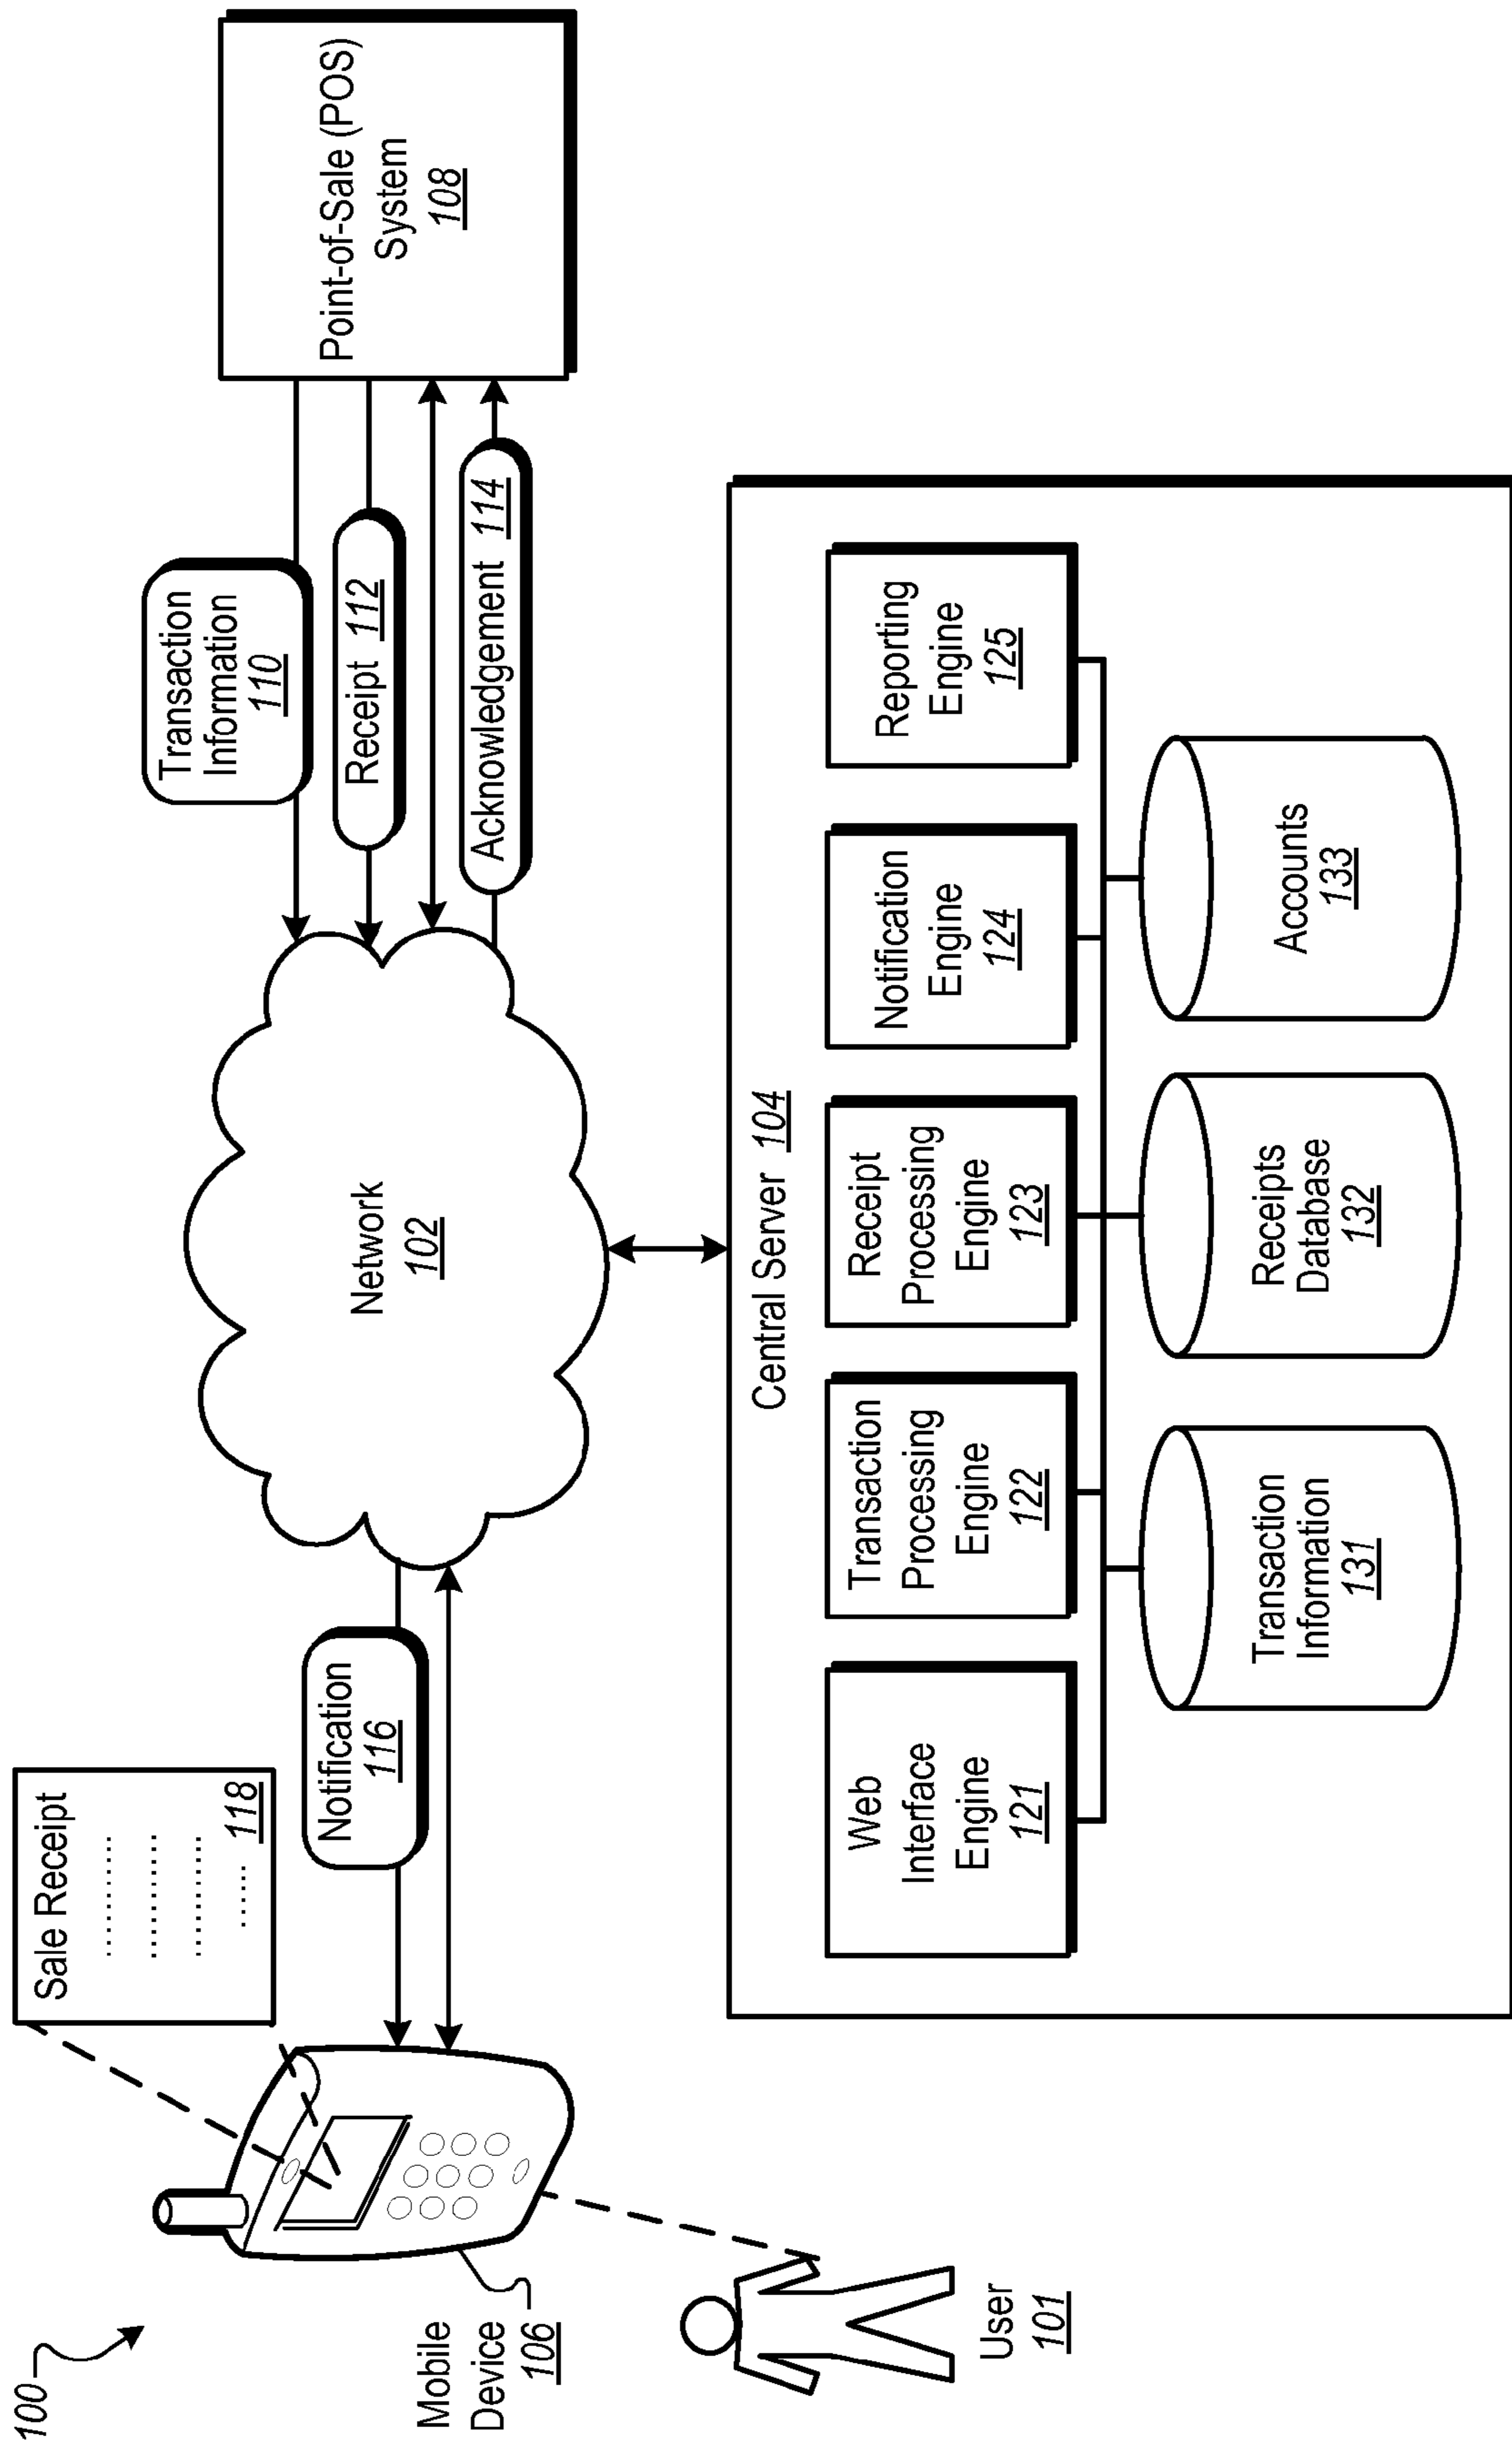 100
Sale Receipt
118
Mobile
Device
106
User
101
Notification
116
Network
102
Transaction
Information
110
Receipt 112
Acknowledgement 114
Point-of-Sale (POS)
System
108
Central Server 104
Web
Interface
Engine
121
Transaction
Processing
Engine
122
Receipt
Processing
Engine
123
Notification
Engine
124
Reporting
Engine
125
Transaction
Information
131
Receipts
Database
132
Accounts
133